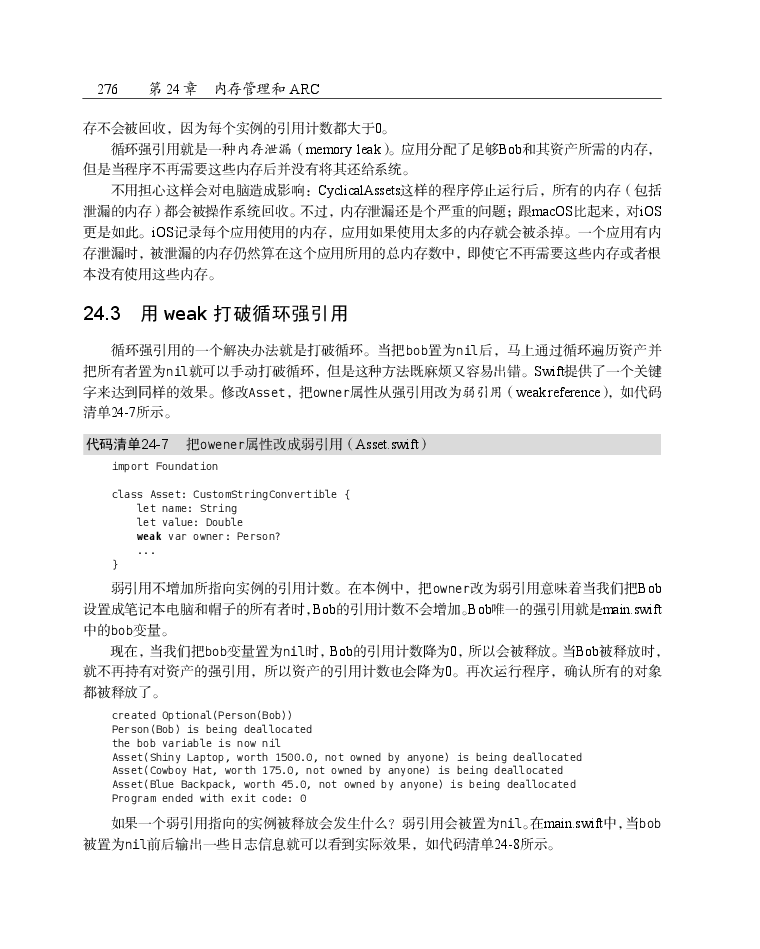 276 第 24 章 内存管理和 ARC
存不会被回收，因为每个实例的引用计数都大于0。
循环强引用就是一种内存泄漏（memory leak）。应用分配了足够Bob和其资产所需的内存，
但是当程序不再需要这些内存后并没有将其还给系统。
不用担心这样会对电脑造成影响：CyclicalAssets这样的程序停止运行后，所有的内存（包括
泄漏的内存）都会被操作系统回收。不过，内存泄漏还是个严重的问题；跟macOS比起来，对iOS
更是如此。iOS记录每个应用使用的内存，应用如果使用太多的内存就会被杀掉。一个应用有内
存泄漏时，被泄漏的内存仍然算在这个应用所用的总内存数中，即使它不再需要这些内存或者根
本没有使用这些内存。
24.3 用 weak 打破循环强引用
循环强引用的一个解决办法就是打破循环。当把bob置为nil后，马上通过循环遍历资产并
把所有者置为nil就可以手动打破循环，但是这种方法既麻烦又容易出错。Swift提供了一个关键
字来达到同样的效果。修改Asset，把owner属性从强引用改为弱引用（weak reference），如代码
清单24-7所示。
代码清单24-7 把owener属性改成弱引用（Asset.swift）
import Foundation
class Asset: CustomStringConvertible {
let name: String
let value: Double
weak var owner: Person?
...
}
弱引用不增加所指向实例的引用计数。在本例中，把owner改为弱引用意味着当我们把Bob
设置成笔记本电脑和帽子的所有者时，Bob的引用计数不会增加。Bob唯一的强引用就是main.swift
中的bob变量。
现在，当我们把bob变量置为nil时，Bob的引用计数降为0，所以会被释放。当Bob被释放时，
就不再持有对资产的强引用，所以资产的引用计数也会降为0。再次运行程序，确认所有的对象
都被释放了。
created Optional(Person(Bob))
Person(Bob) is being deallocated
the bob variable is now nil
Asset(Shiny Laptop, worth 1500.0, not owned by anyone) is being deallocated
Asset(Cowboy Hat, worth 175.0, not owned by anyone) is being deallocated
Asset(Blue Backpack, worth 45.0, not owned by anyone) is being deallocated
Program ended with exit code: 0
如果一个弱引用指向的实例被释放会发生什么？弱引用会被置为nil。在main.swift中，当bob
被置为nil前后输出一些日志信息就可以看到实际效果，如代码清单24-8所示。